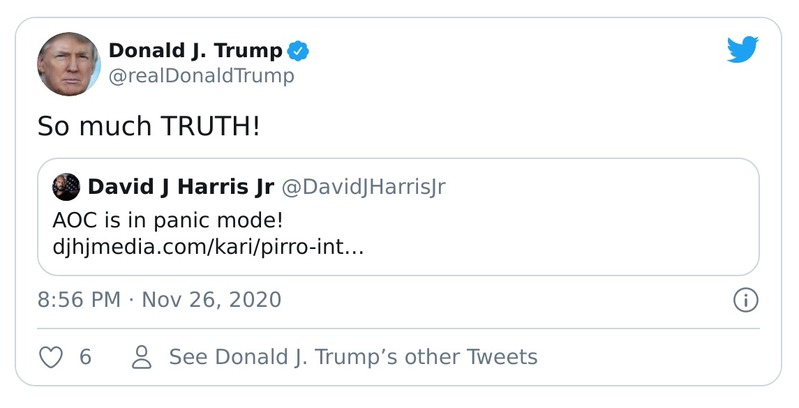 Donald J. Trump
@realDonaldTrump
So much TRUTH!
David J Harris Jr @DavidJHarrisJr
AOC is in panic mode!
djhjmedia.com/kari/pirro-int…
8:56 PM · Nov 26, 2020
6 See Donald J. Trump’s other Tweets